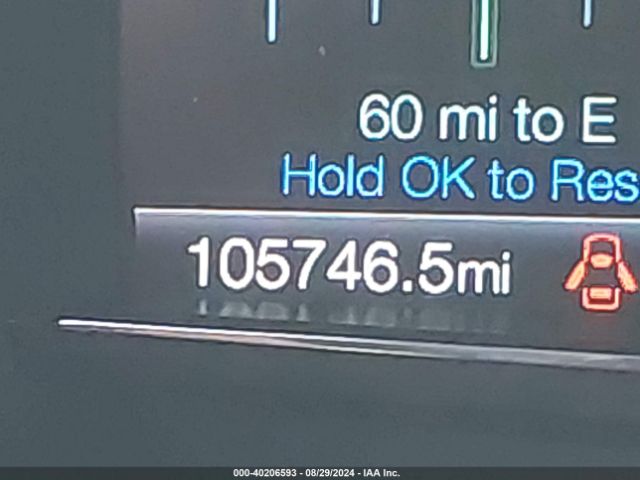 60 mi to E
Hold OK to Res
105746.5mi
000-40206593 - 08/29/2024 - IAA Inc.